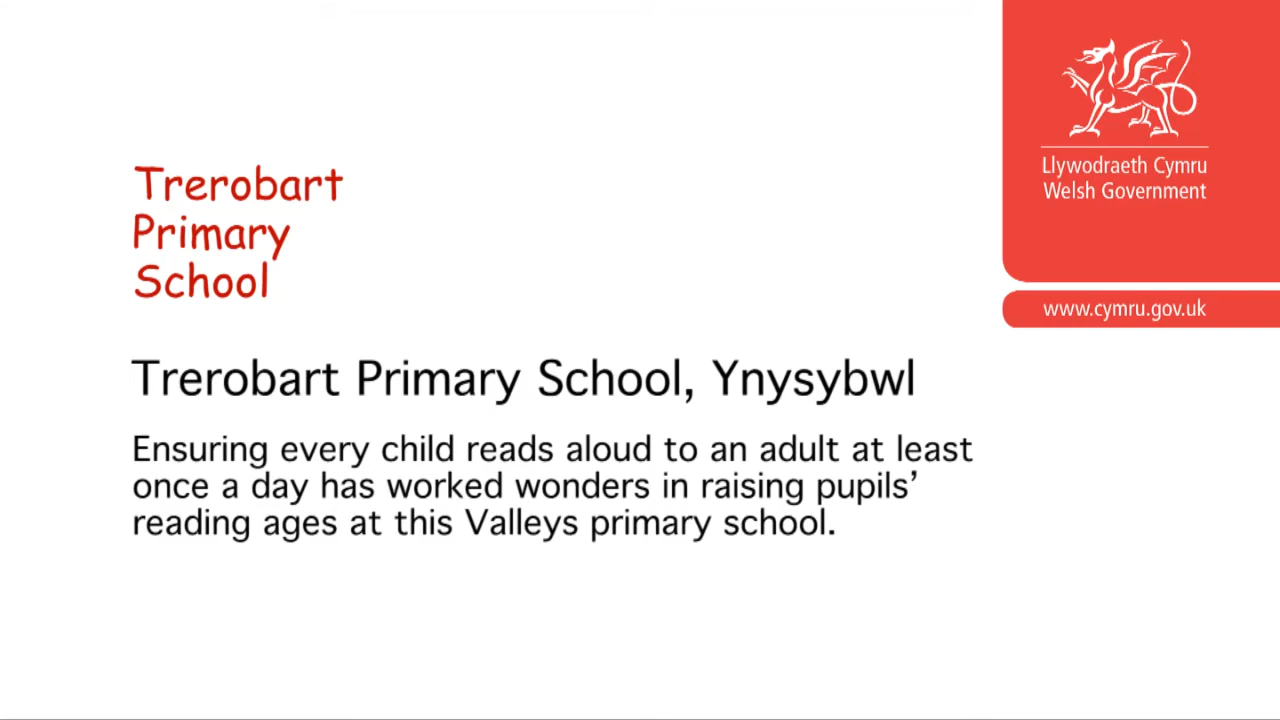 Trerobart
Primary
School
Llywodraeth Cymru
Welsh Government
www.cymru.gov.uk
Trerobart Primary School, Ynysybwl
Ensuring every child reads aloud to an adult at least
once a day has worked wonders in raising pupils’
reading ages at this Valleys primary school.